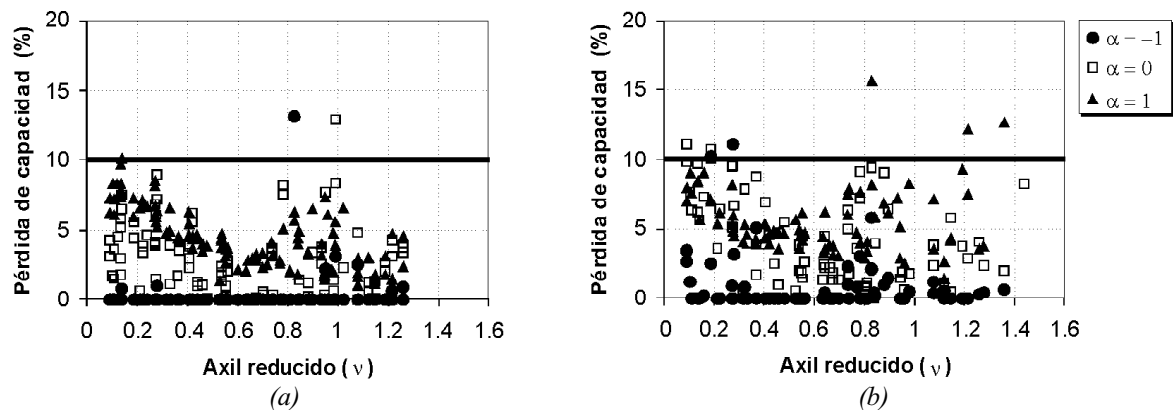 Pérdida de capacidad (%)
20
15
10
5
0
0 0.2 0.4 0.6 0.8 1 1.2 1.4 1.6
Axil reducido ( ν )
(a)
Pérdida de capacidad (%)
20
15
10
5
0
0 0.2 0.4 0.6 0.8 1 1.2 1.4 1.6
Axil reducido ( ν )
(b)
α = -1
α = 0
α = 1